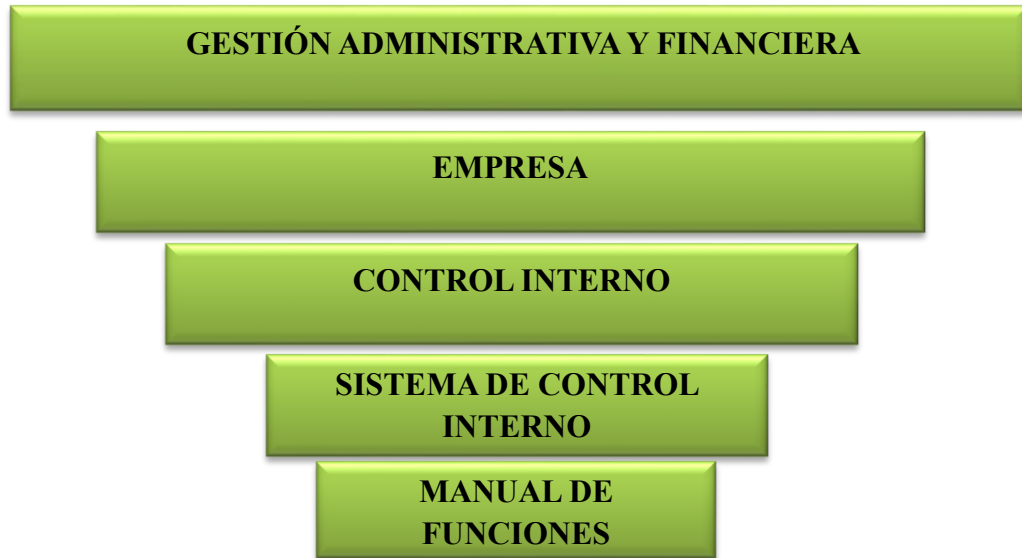 GESTIÓN ADMINISTRATIVA Y FINANCIERA
EMPRESA
CONTROL INTERNO
SISTEMA DE CONTROL
INTERNO
MANUAL DE
FUNCIONES